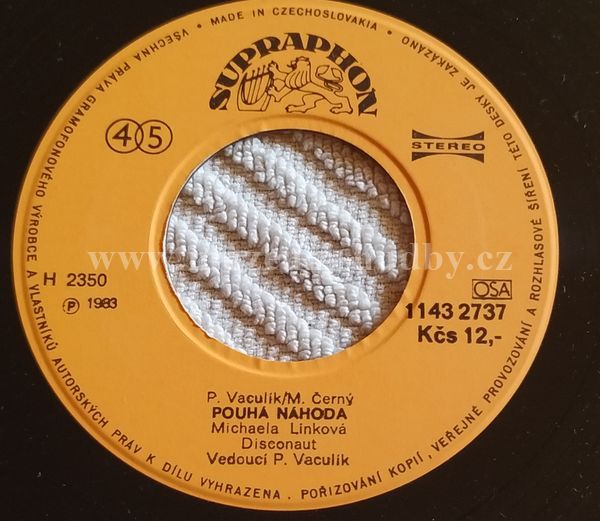 VŠECHNA PRÁVA GRAMOFONOVÉHO VÝROBCE A VLASTNÍKŮ AUTORSKÝCH PRÁV K DÍLU VYHRAZENA . POŘIZOVÁNÍ KOPIÍ , VEŘEJNÉ PROVOZOVÁNÍ A ROZHLASOVÉ ŠÍŘENÍ TÉTO DESKY JE ZAKÁZÁNO • MADE IN CZECHOSLOVAKIA •
SUPRAPHON
45
STEREO
H 2350
℗ 1983
OSA
1143 2737
Kčs 12,-
P. Vaculík/M. Černý
POUHÁ NÁHODA
Michaela Linková
Disconaut
Vedoucí P. Vaculík